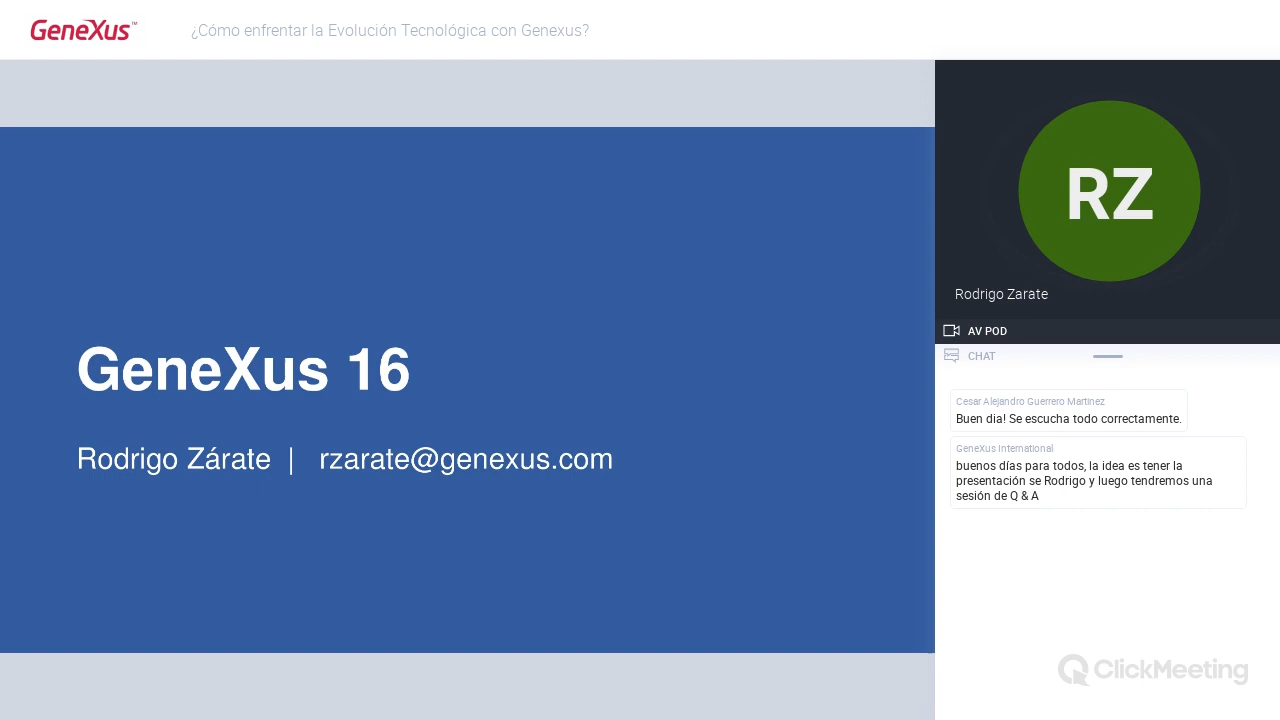 GeneXus™
¿Cómo enfrentar la Evolución Tecnológica con Genexus?
GeneXus 16
Rodrigo Zárate | rzarate@genexus.com
RZ
Rodrigo Zarate
AV POD
CHAT
Cesar Alejandro Guerrero Martinez
Buen dia! Se escucha todo correctamente.
GeneXus International
buenos días para todos, la idea es tener la
presentación se Rodrigo y luego tendremos una
sesión de Q & A
ClickMeeting